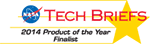 NASA TECH BRIEFS
2014 Product of the Year
Finalist